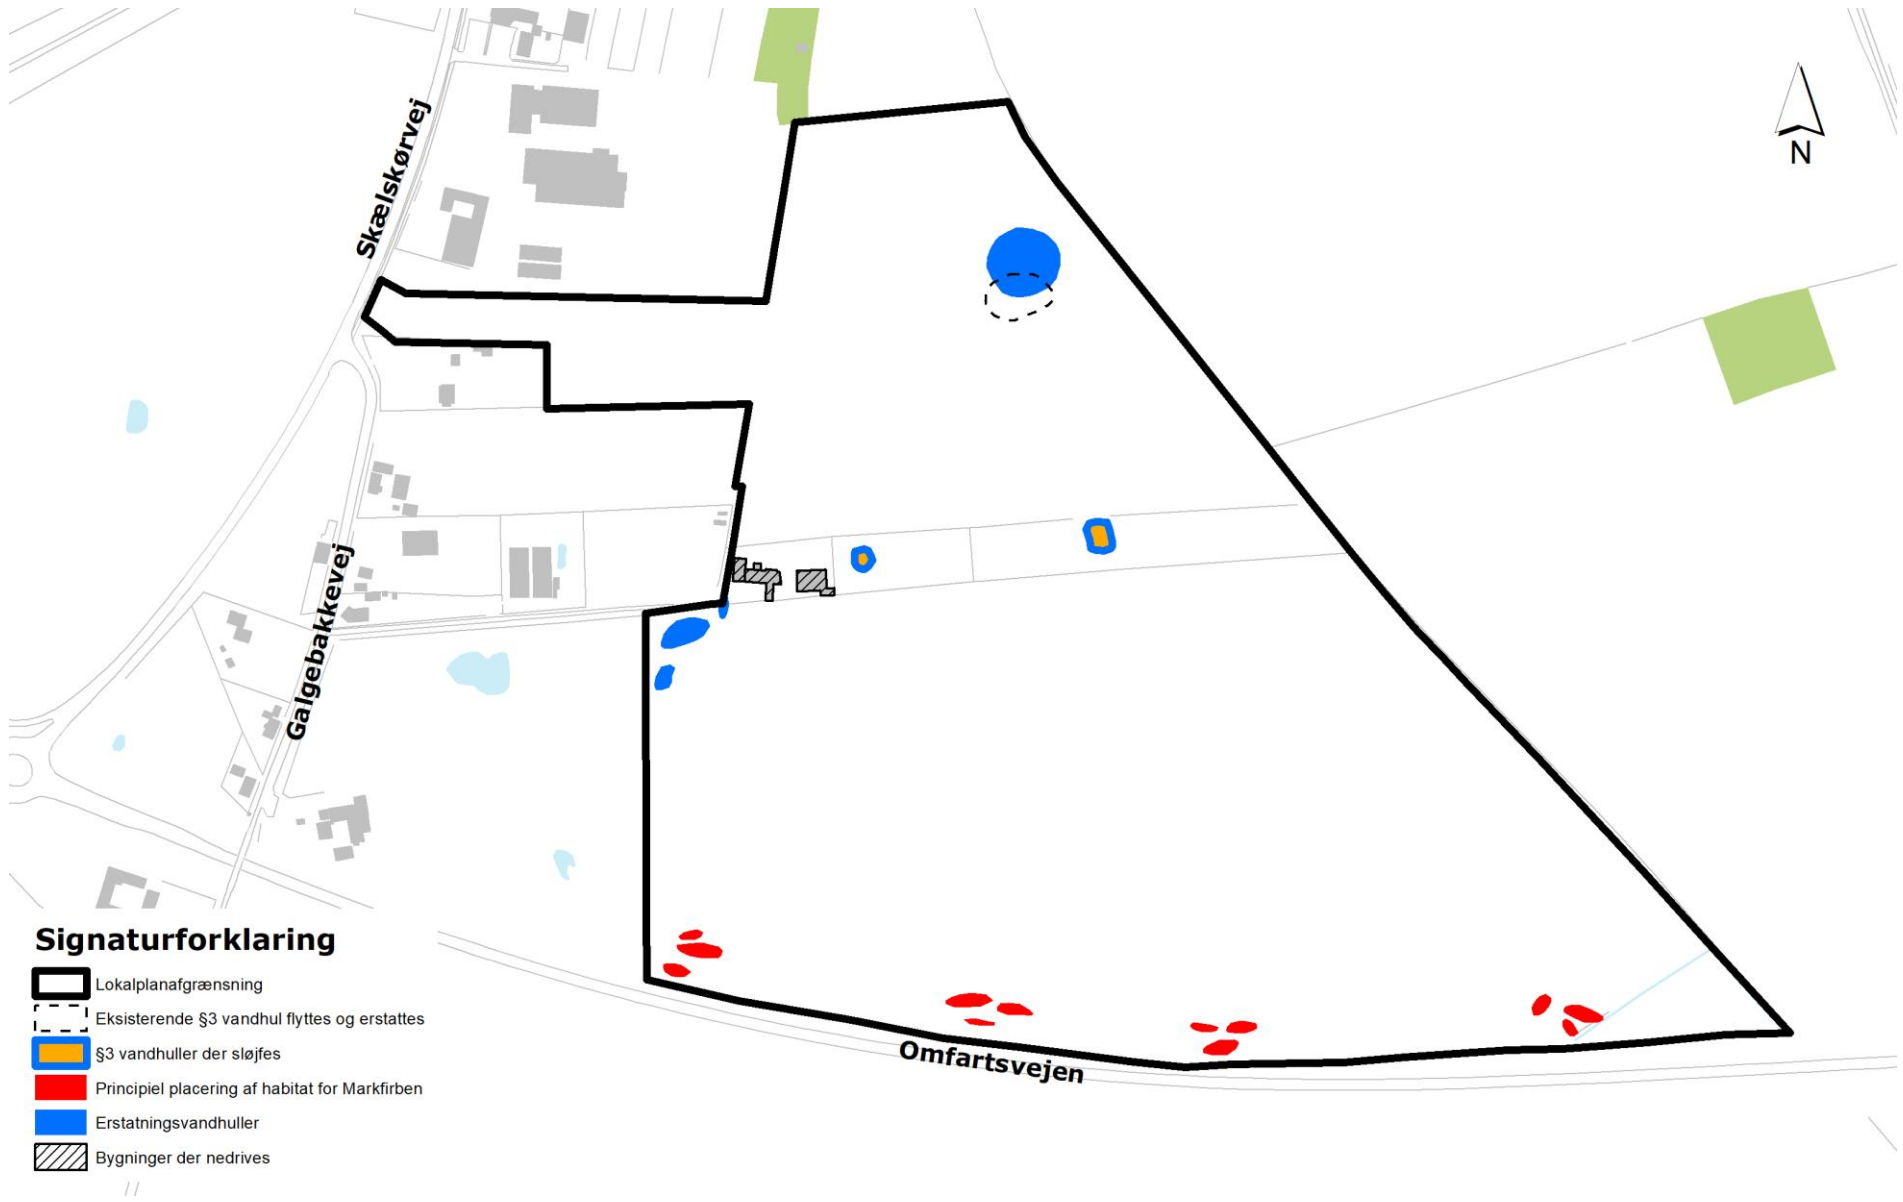 Skælskørvej
N
Galgebakkevej
Omfartsvejen
Signaturforklaring
Lokalplanafgrænsning
Eksisterende §3 vandhul flyttes og erstattes
§3 vandhuller der sløjfes
Principiel placering af habitat for Markfirben
Erstatningsvandhuller
Bygninger der nedrives